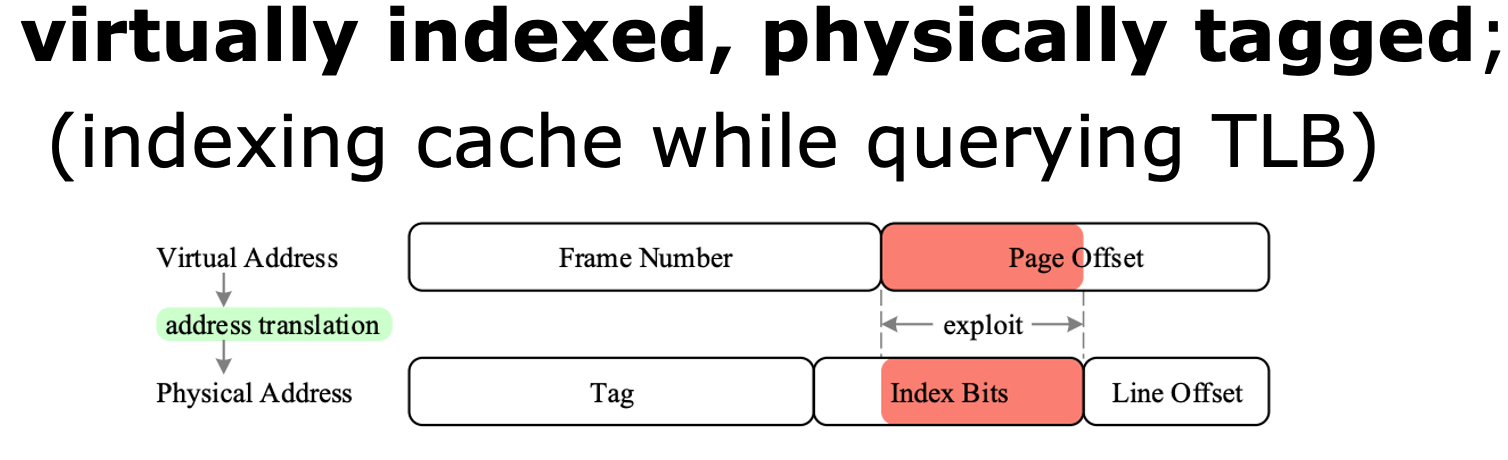 virtually indexed, physically tagged;
(indexing cache while querying TLB)
Virtual Address
Frame Number
Page Offset
address translation
exploit
Physical Address
Tag
Index Bits
Line Offset